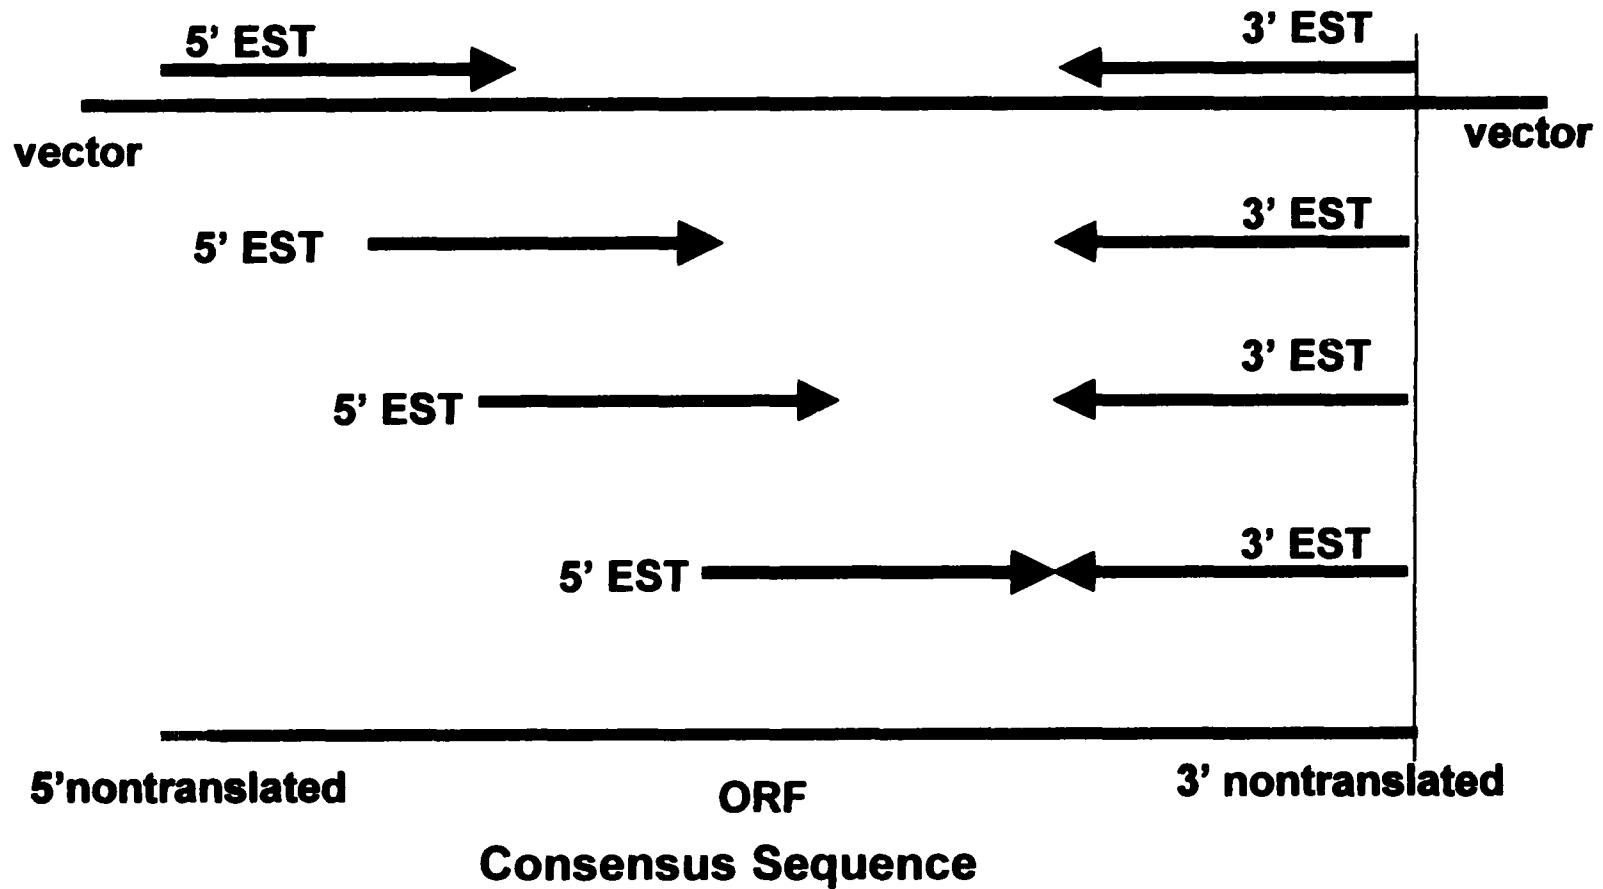 5' EST
3' EST
vector
vector
5' EST
3' EST
5' EST
3' EST
5' EST
3' EST
5'nontranslated
ORF
3' nontranslated
Consensus Sequence